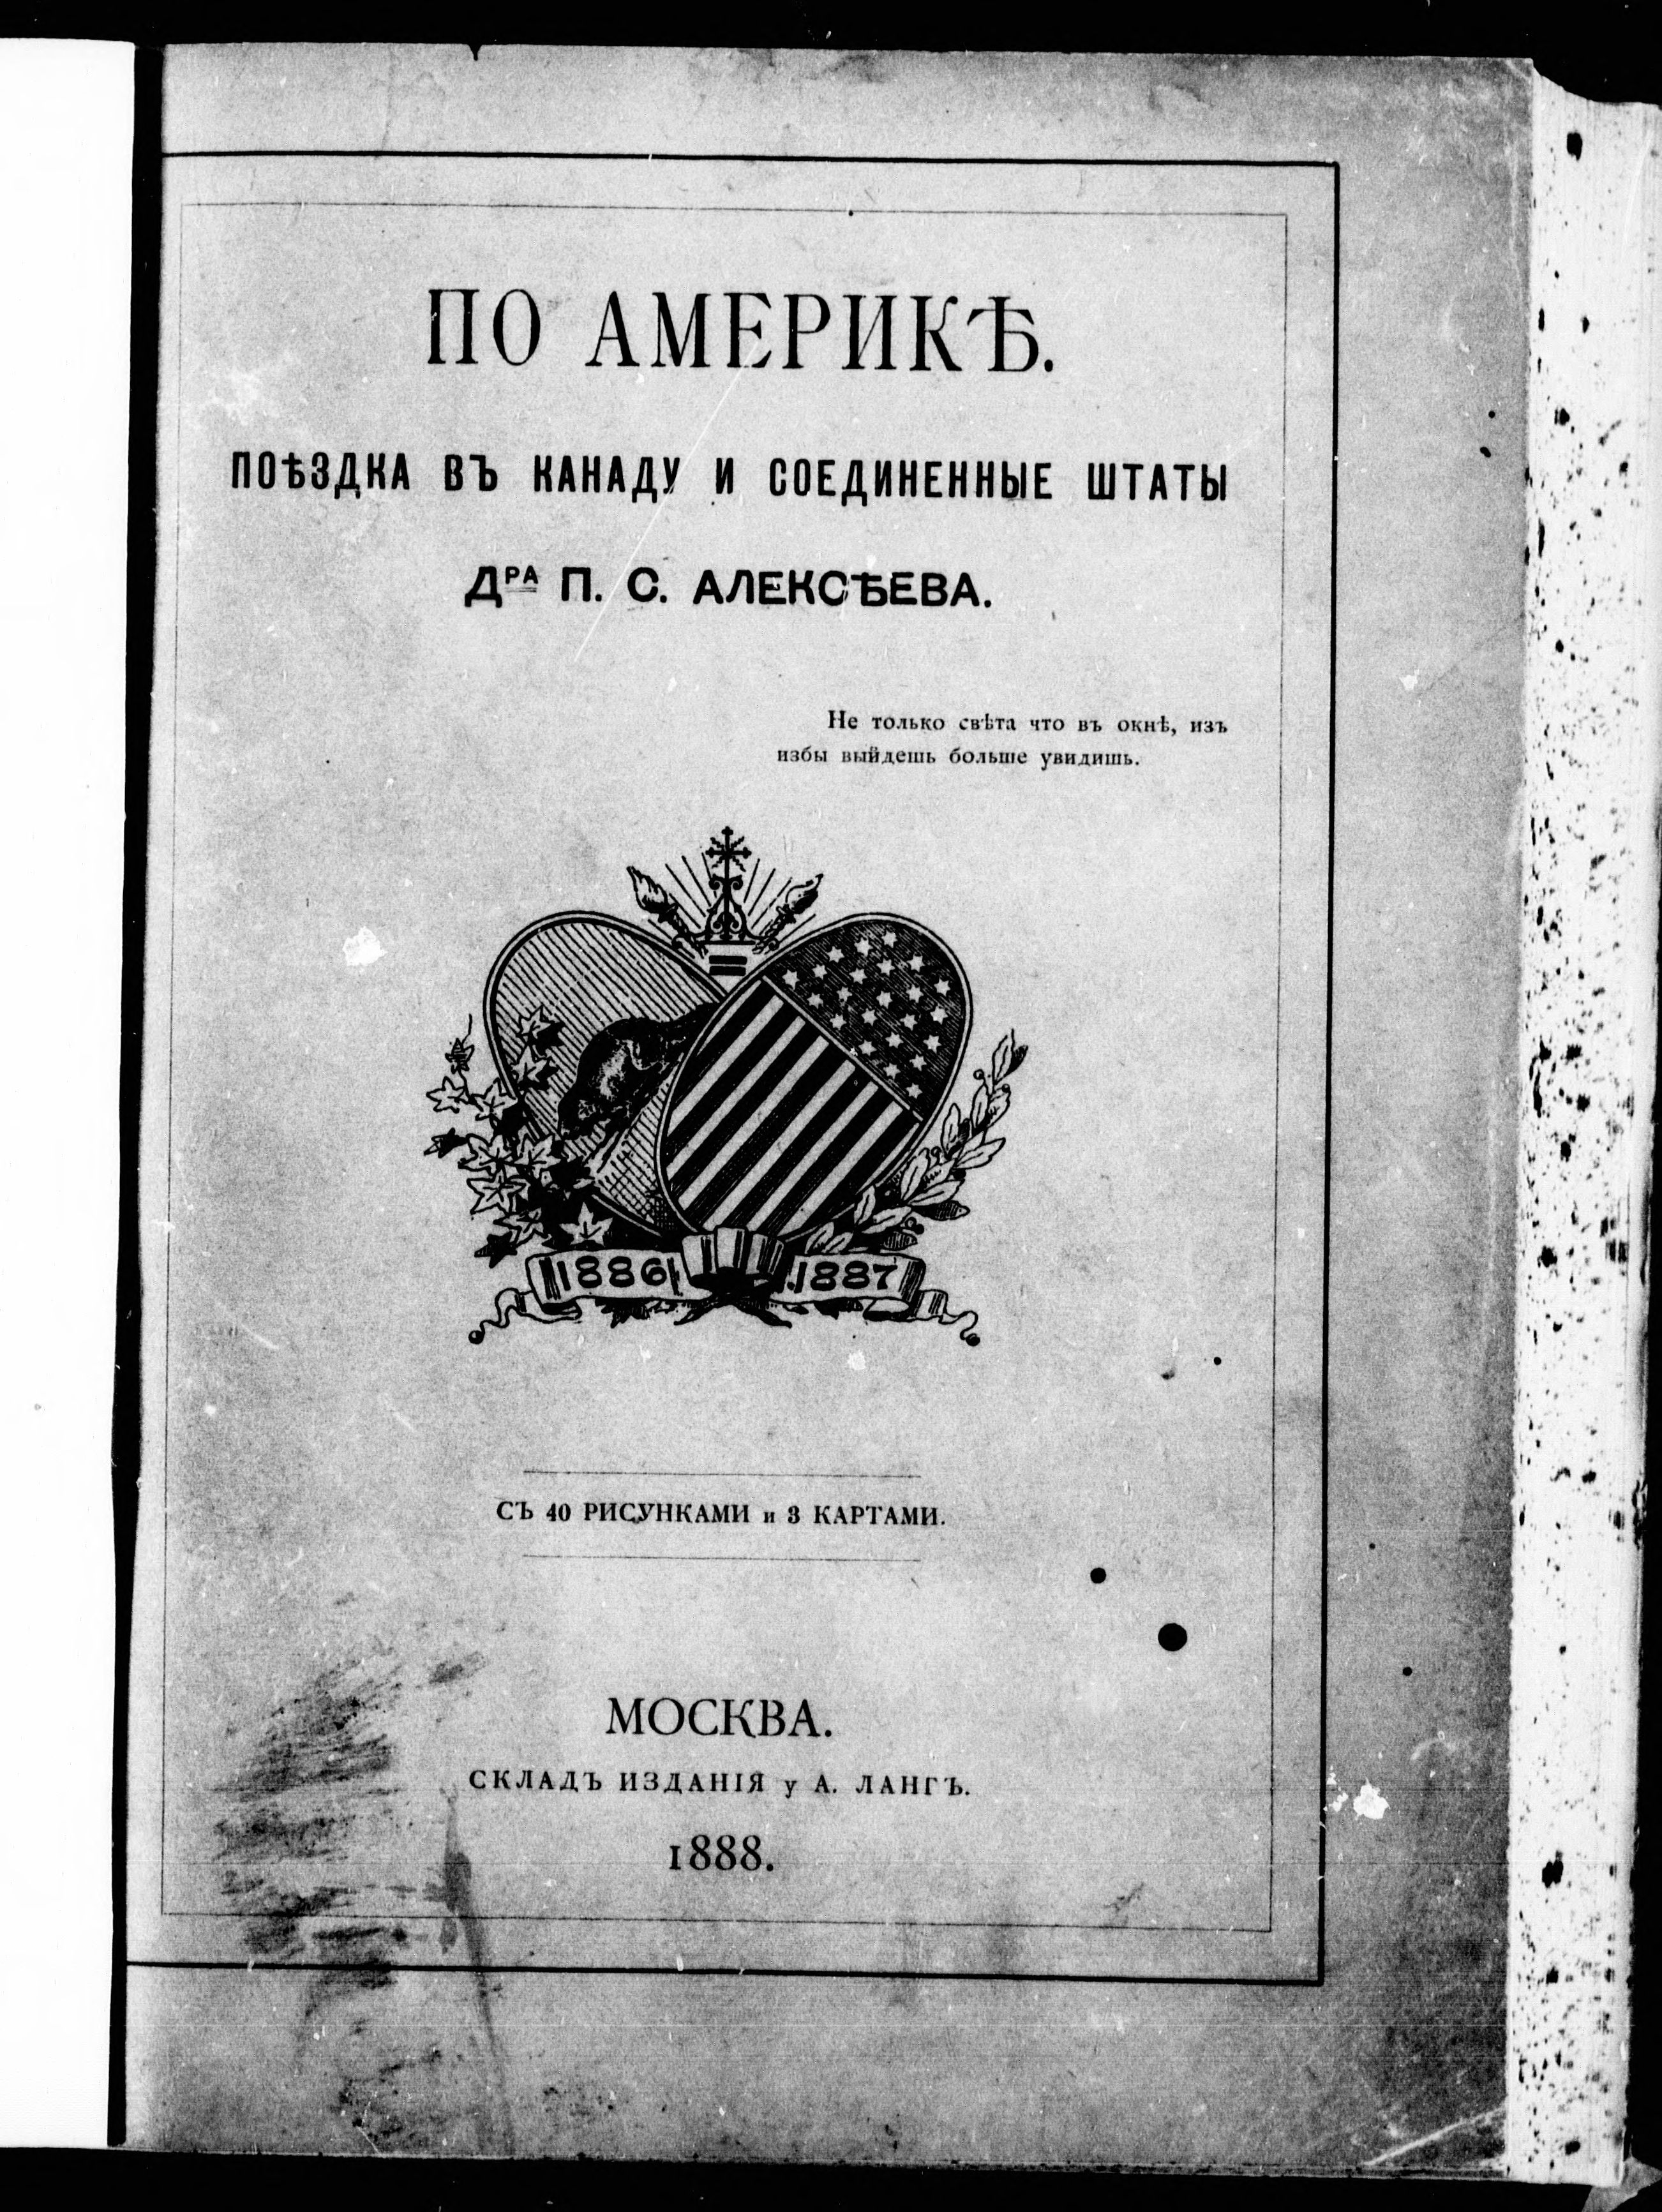 ПО АМЕРИКѢ.
ПОѢЗДКА ВЪ КАНАДУ И СОЕДИНЕННЫЕ ШТАТЫ
ДРА П. С. АЛЕКСѢЕВА.
Не только свѣта что въ окнѣ, изъ
избы выйдешь больше увидишь.
1886 1887
СЪ 40 РИСУНКАМИ и 3 КАРТАМИ.
МОСКВА.
СКЛАДЪ ИЗДАНІЯ у А. ЛАНГЪ.
1888.